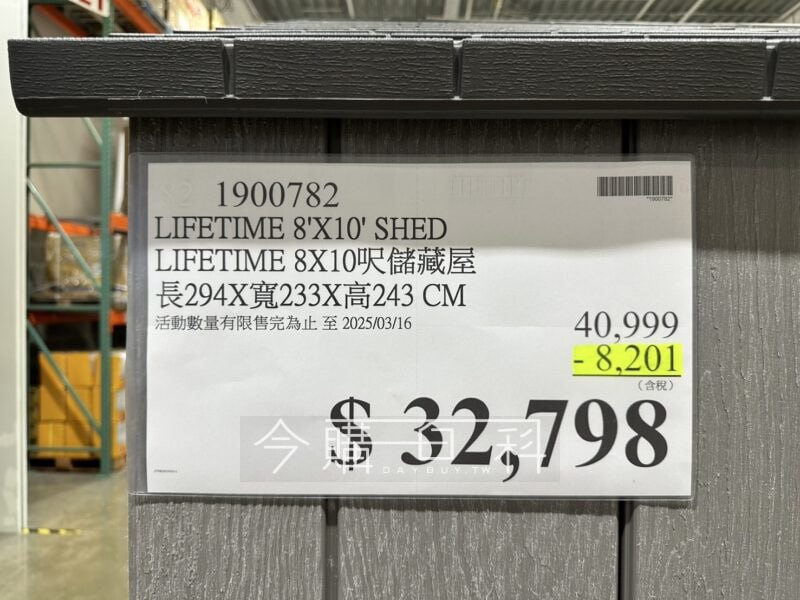 1900782
*1900782*
LIFETIME 8'X10' SHED
LIFETIME 8X10呎儲藏屋
長294X寬233X高243 CM
活動數量有限售完為止 至 2025/03/16
40,999
- 8,201
(含稅)
$ 32,798
今購百科
DAYBUY.TW